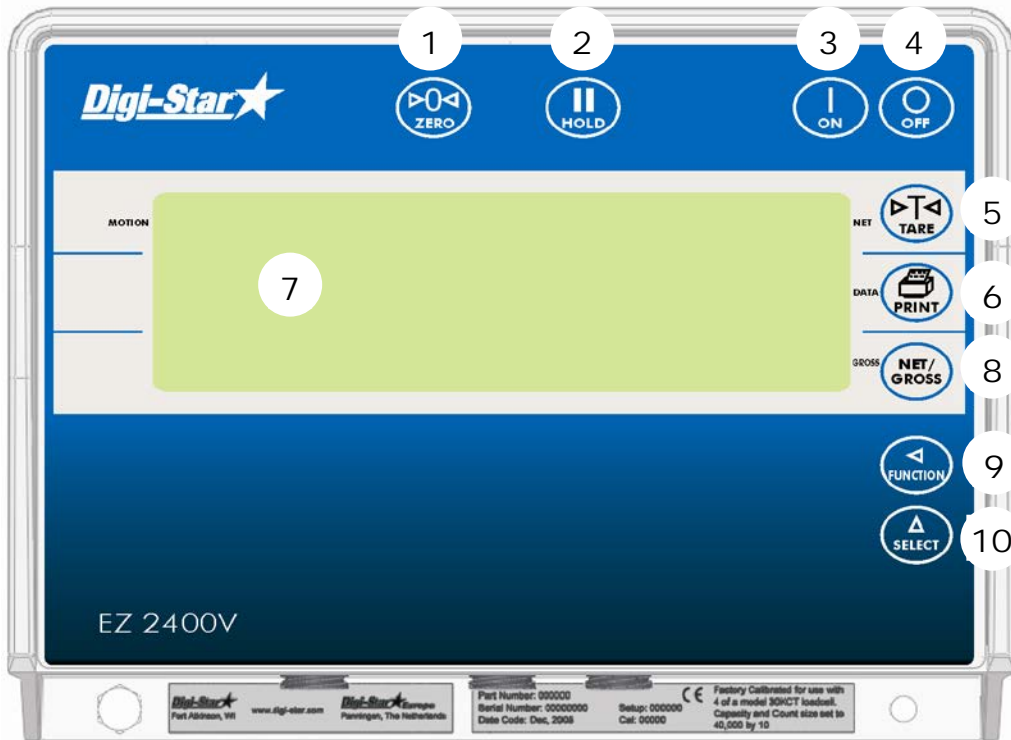 1 2 3 4
Digi-Star
ZERO HOLD ON OFF
MOTION NET TARE 5
DATA PRINT 6
7
GROSS NET/ GROSS 8
FUNCTION 9
SELECT 10
EZ 2400V
Digi-Star
Fort Atkinson, WI
www.digi-star.com
Digi-Star Europe
Panningen, The Netherlands
Part Number: 000000
Serial Number: 00000000
Date Code: Dec, 2005
Setup: 000000
Cal: 00000
CE
Factory Calibrated for use with
4 of a model 30KCT loadcell.
Capacity and Count size set to
40,000 by 10